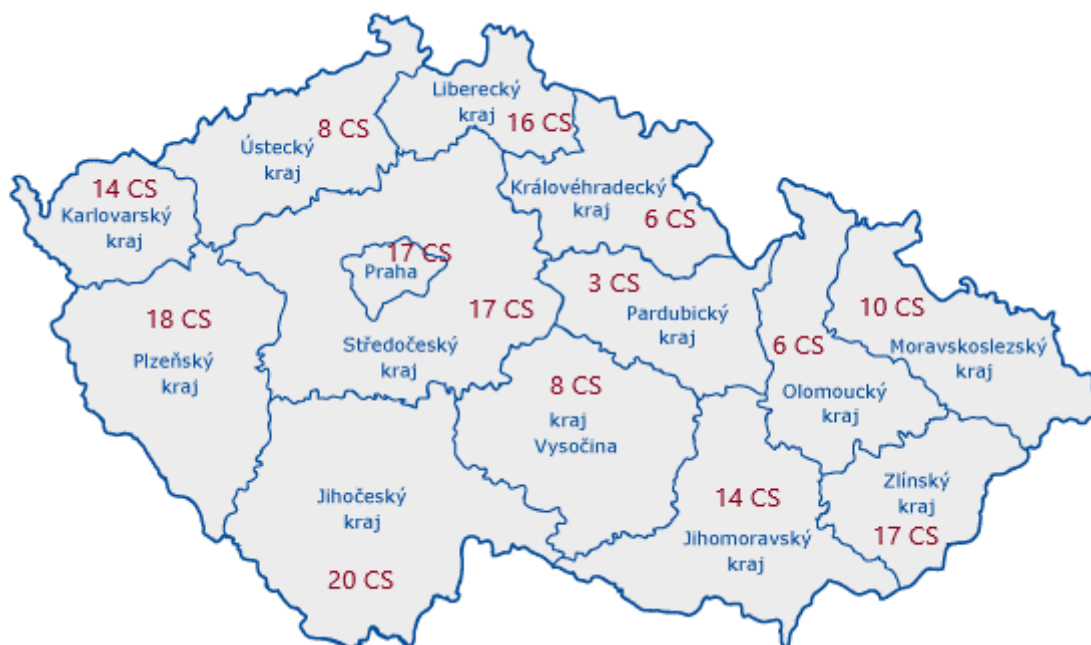 Liberecký
kraj
16 CS
8 CS
Ústecký
kraj
14 CS
Karlovarský
kraj
Královéhradecký
kraj
6 CS
17 CS
Praha
3 CS
Pardubický
kraj
10 CS
Moravskoslezský
kraj
18 CS
Plzeňský
kraj
17 CS
Středočeský
kraj
6 CS
Olomoucký
kraj
8 CS
kraj
Vysočina
Jihočeský
kraj
20 CS
14 CS
Jihomoravský
kraj
Zlínský
kraj
17 CS